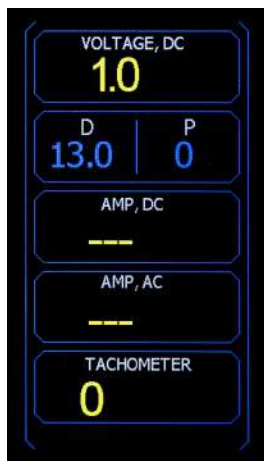 VOLTAGE, DC
1.0
D P
13.0 0
AMP, DC
---
AMP, AC
---
TACHOMETER
0